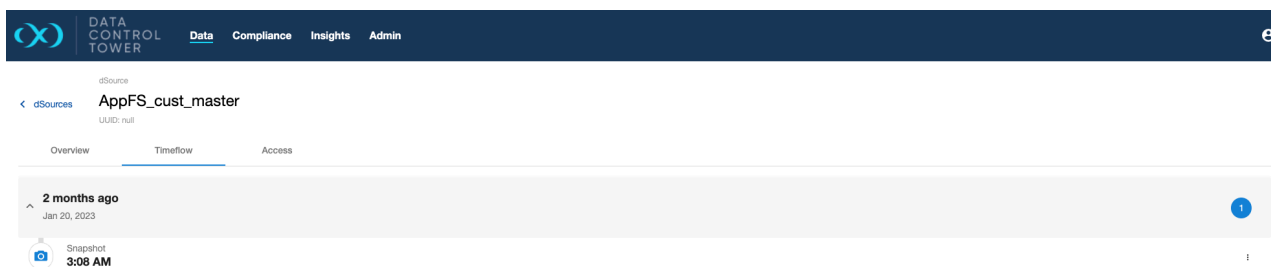 DATA
CONTROL
TOWER
Data Compliance Insights Admin
dSource
dSources AppFS_cust_master
UUID: null
Overview Timeflow Access
2 months ago
Jan 20, 2023
1
Snapshot
3:08 AM